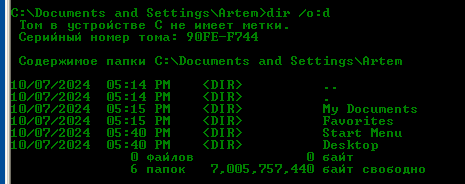 C:\Documents and Settings\Artem>dir /o:d
Том в устройстве C не имеет метки.
Серийный номер тома: 90FE-F744
Содержимое папки C:\Documents and Settings\Artem
10/07/2024 05:14 PM <DIR> ..
10/07/2024 05:14 PM <DIR> .
10/07/2024 05:15 PM <DIR> My Documents
10/07/2024 05:15 PM <DIR> Favorites
10/07/2024 05:40 PM <DIR> Start Menu
10/07/2024 05:40 PM <DIR> Desktop
0 файлов 0 байт
6 папок 7,005,757,440 байт свободно